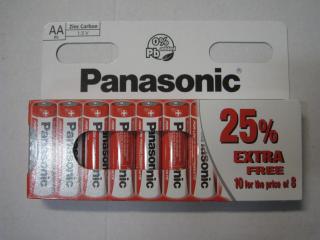 AA
Zinc Carbon
1.5 V
0%
Pb
Panasonic
Panasonic
Panasonic
Panasonic
Panasonic
Panasonic
Panasonic
25%
EXTRA
FREE
10 for the price of 8